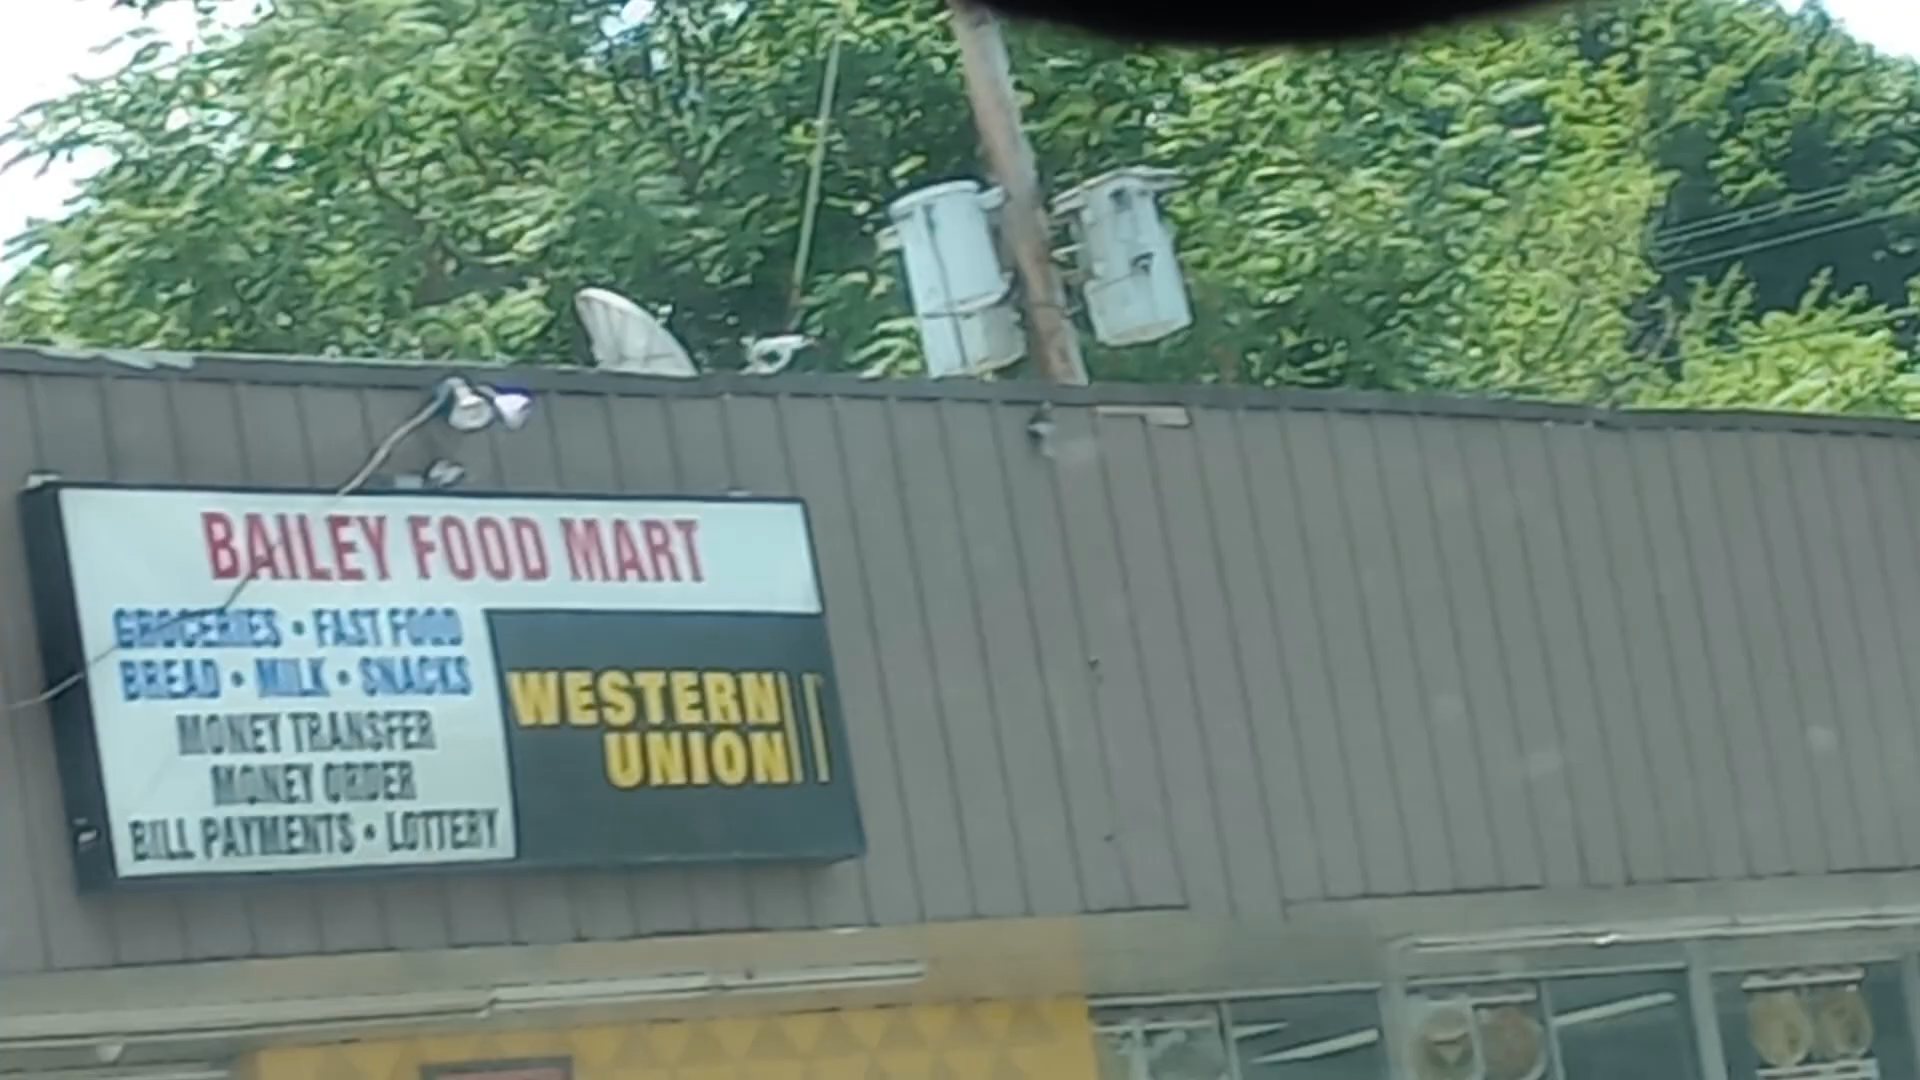 BAILEY FOOD MART
GROCERIES • FAST FOOD
BREAD • MILK • SNACKS
MONEY TRANSFER
MONEY ORDER
BILL PAYMENTS • LOTTERY
WESTERN
UNION